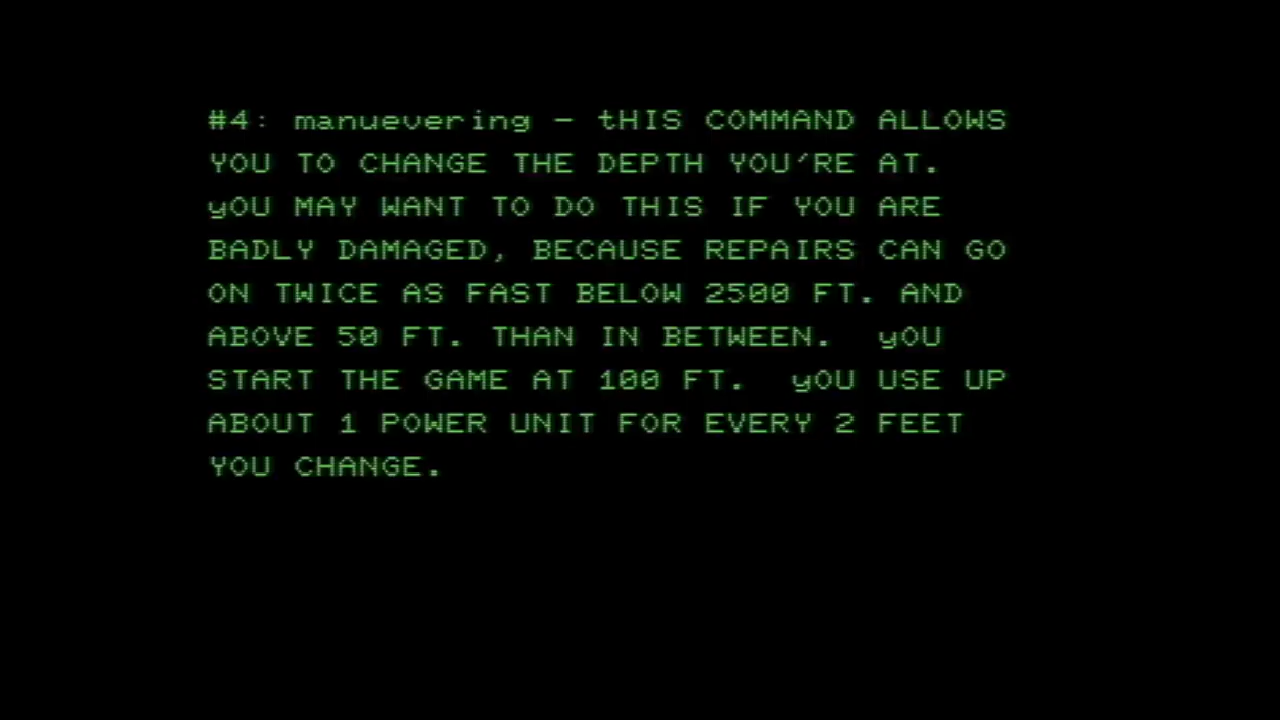 #4: manuevering - tHIS COMMAND ALLOWS
YOU TO CHANGE THE DEPTH YOU'RE AT.
yOU MAY WANT TO DO THIS IF YOU ARE
BADLY DAMAGED, BECAUSE REPAIRS CAN GO
ON TWICE AS FAST BELOW 2500 FT. AND
ABOVE 50 FT. THAN IN BETWEEN.  yOU
START THE GAME AT 100 FT.  yOU USE UP
ABOUT 1 POWER UNIT FOR EVERY 2 FEET
YOU CHANGE.